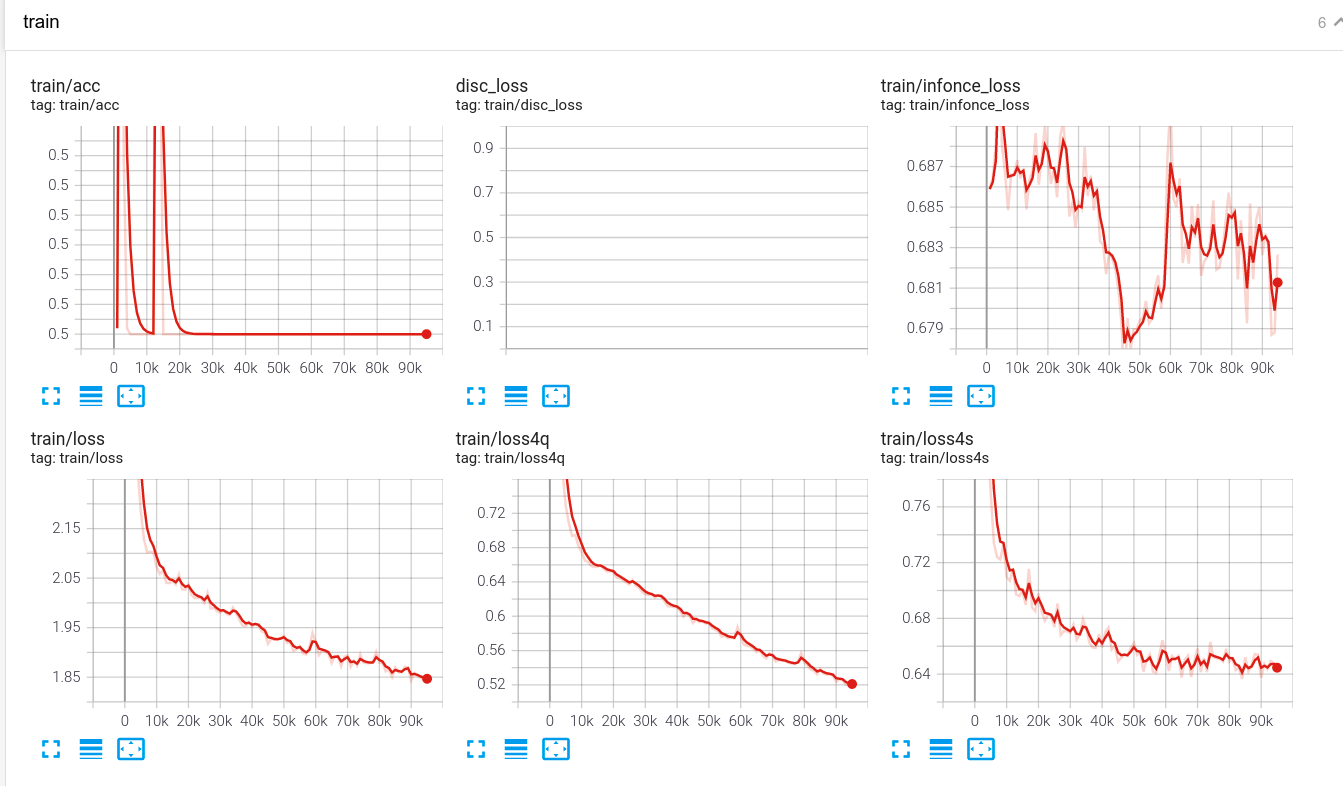 train
6
train/acc
tag: train/acc
0.5
0.5
0.5
0.5
0.5
0.5
0.5
0 10k 20k 30k 40k 50k 60k 70k 80k 90k
disc_loss
tag: train/disc_loss
0.9
0.7
0.5
0.3
0.1
train/infonce_loss
tag: train/infonce_loss
0.687
0.685
0.683
0.681
0.679
0 10k 20k 30k 40k 50k 60k 70k 80k 90k
train/loss
tag: train/loss
2.15
2.05
1.95
1.85
0 10k 20k 30k 40k 50k 60k 70k 80k 90k
train/loss4q
tag: train/loss4q
0.72
0.68
0.64
0.6
0.56
0.52
0 10k 20k 30k 40k 50k 60k 70k 80k 90k
train/loss4s
tag: train/loss4s
0.76
0.72
0.68
0.64
0 10k 20k 30k 40k 50k 60k 70k 80k 90k